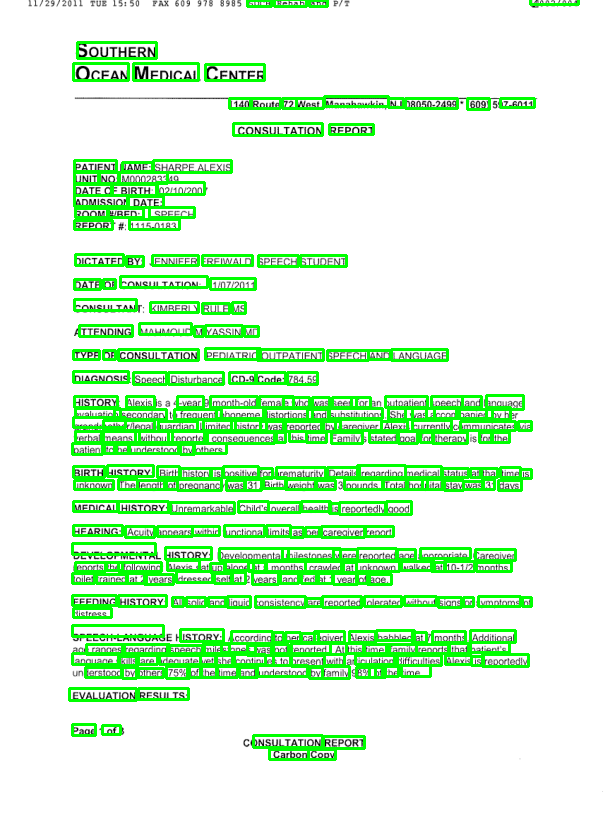 11/29/2011 TUE 15:50 FAX 609 978 8985 Rehab P/T
SOUTHERN
OCEAN MEDICAL CENTER
1140 Route 72 West, Manahawkin, NJ 08050-2499 * (609) 597-6011
CONSULTATION REPORT
PATIENT NAME: SHARPE, ALEXIS
UNIT NO: M000283249
DATE OF BIRTH: 02/10/2007
ADMISSION DATE:
ROOM #/BED: SPEECH
REPORT #: 1115-0183
DICTATED BY: JENNIFER FREIWALD SPEECH STUDENT
DATE OF CONSULTATION: 11/07/2011
CONSULTANT: KIMBERLY RULE MS
ATTENDING: MAHMOUD M YASSIN MD
TYPE OF CONSULTATION: PEDIATRIC OUTPATIENT SPEECH AND LANGUAGE
DIAGNOSIS: Speech Disturbance ICD-9 Code: 784.59
HISTORY: Alexis is a 4-year 9 month-old female who was seen for an outpatient speech and language
evaluation secondary to frequent phoneme distortions and substitutions. She was accompanied by her
grandmother/legal guardian. Limited history was reported by caregiver. Alexis currently communicates via
verbal means, without reported consequences at this time. Family's stated goal for therapy is for the
patient to be understood by others.
BIRTH HISTORY: Birth history is positive for prematurity. Details regarding medical status at that time is
unknown. The length of pregnancy was 31. Birth weight was 3 pounds. Total hospital stay was 31 days.
MEDICAL HISTORY: Unremarkable. Child's overall health is reportedly good.
HEARING: Acuity appears within functional limits as per caregiver report.
DEVELOPMENTAL HISTORY: Developmental milestones were reported age appropriate. Caregiver
reports the following: Alexis sat up alone at months, crawled at unknown, walked at 10-1/2 months,
toilet trained at 2 years, dressed self at 2 years, and fed at 1 year of age.
FEEDING HISTORY: All solid and liquid consistency are reported tolerated without signs or symptoms of
distress.
SPEECH-LANGUAGE HISTORY: According to her caregiver, Alexis babbled at 7 months. Additional
age ranges regarding speech milestones was not reported. At this time, family reports that patient's
language skills are adequate yet she continues to present with articulation difficulties. Alexis is reportedly
understood by others 75% of the time and understood by family 98% of the time.
EVALUATION RESULTS:
Page 1 of 3
CONSULTATION REPORT
Carbon Copy